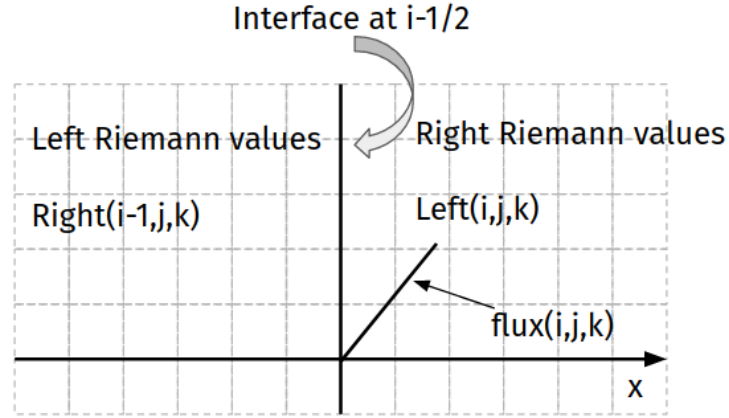 Interface at i-1/2
Left Riemann values
Right Riemann values
Right(i-1,j,k)
Left(i,j,k)
flux(i,j,k)
x